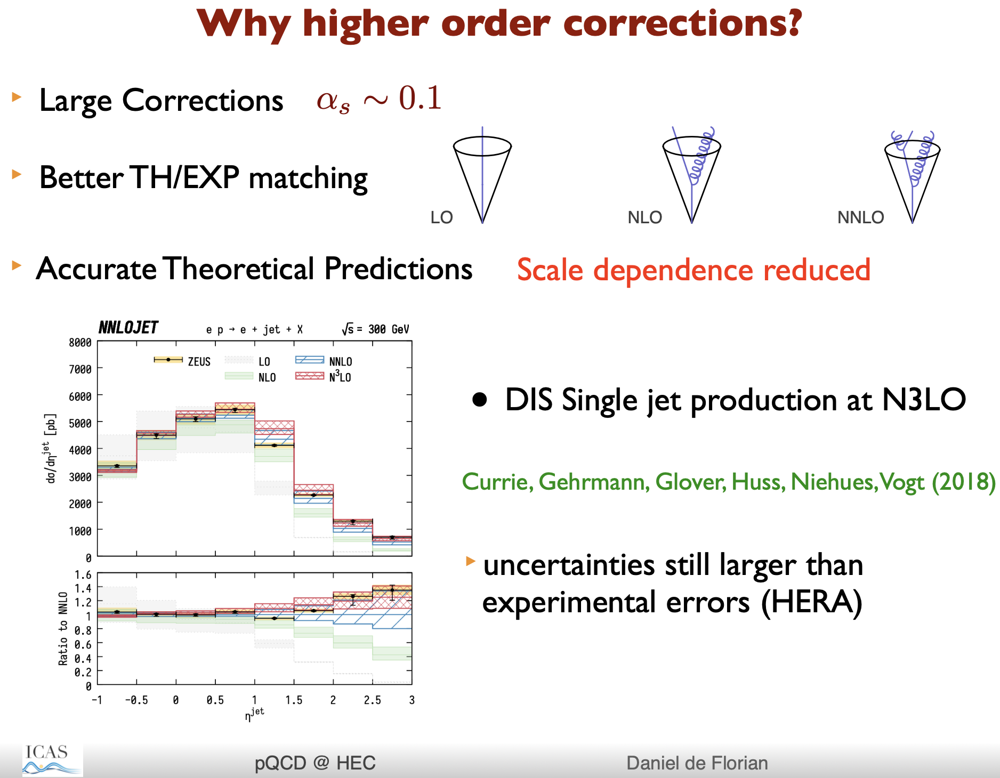 Why higher order corrections?
▸ Large Corrections α_s ∼ 0.1
▸ Better TH/EXP matching
LO NLO NNLO
▸ Accurate Theoretical Predictions Scale dependence reduced
NNLOJET e p → e + jet + X √s = 300 GeV
ZEUS LO NNLO
NLO N³LO
dσ/dη^jet [pb]
8000
7000
6000
5000
4000
3000
2000
1000
0
Ratio to NNLO
1.6
1.4
1.2
1
0.8
0.6
0.4
0.2
0
-1 -0.5 0 0.5 1 1.5 2 2.5 3
η^jet
● DIS Single jet production at N3LO
Currie, Gehrmann, Glover, Huss, Niehues, Vogt (2018)
▸ uncertainties still larger than
experimental errors (HERA)
ICAS
pQCD @ HEC Daniel de Florian